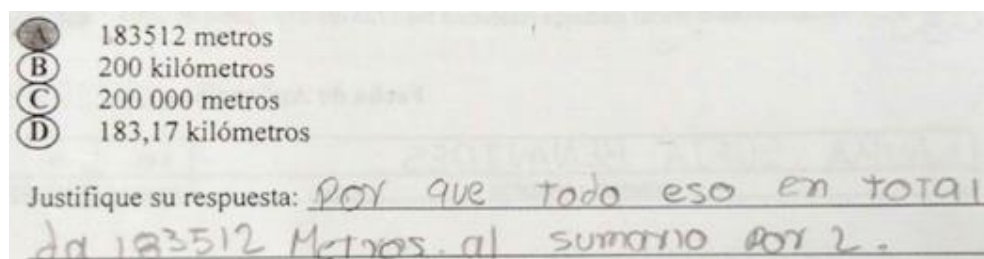 A 183512 metros
B 200 kilómetros
C 200 000 metros
D 183,17 kilómetros
Justifique su respuesta: Por que todo eso en total
da 183512 Metros. al sumarlo por 2.